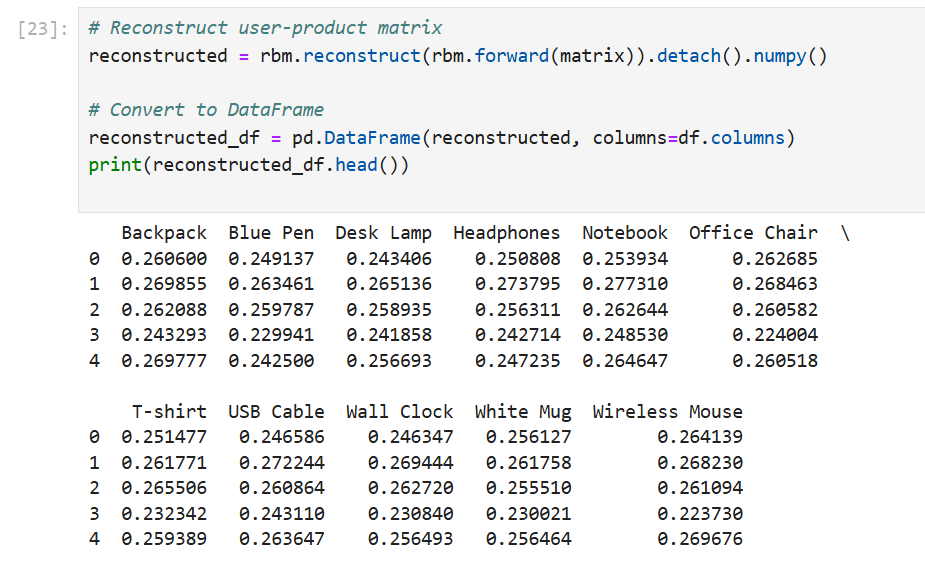 [23]: # Reconstruct user-product matrix
reconstructed = rbm.reconstruct(rbm.forward(matrix)).detach().numpy()
# Convert to DataFrame
reconstructed_df = pd.DataFrame(reconstructed, columns=df.columns)
print(reconstructed_df.head())
Backpack Blue Pen Desk Lamp Headphones Notebook Office Chair \
0 0.260600 0.249137 0.243406 0.250808 0.253934 0.262685
1 0.269855 0.263461 0.265136 0.273795 0.277310 0.268463
2 0.262088 0.259787 0.258935 0.256311 0.262644 0.260582
3 0.243293 0.229941 0.241858 0.242714 0.248530 0.224004
4 0.269777 0.242500 0.256693 0.247235 0.264647 0.260518
T-shirt USB Cable Wall Clock White Mug Wireless Mouse
0 0.251477 0.246586 0.246347 0.256127 0.264139
1 0.261771 0.272244 0.269444 0.261758 0.268230
2 0.265506 0.260864 0.262720 0.255510 0.261094
3 0.232342 0.243110 0.230840 0.230021 0.223730
4 0.259389 0.263647 0.256493 0.256464 0.269676